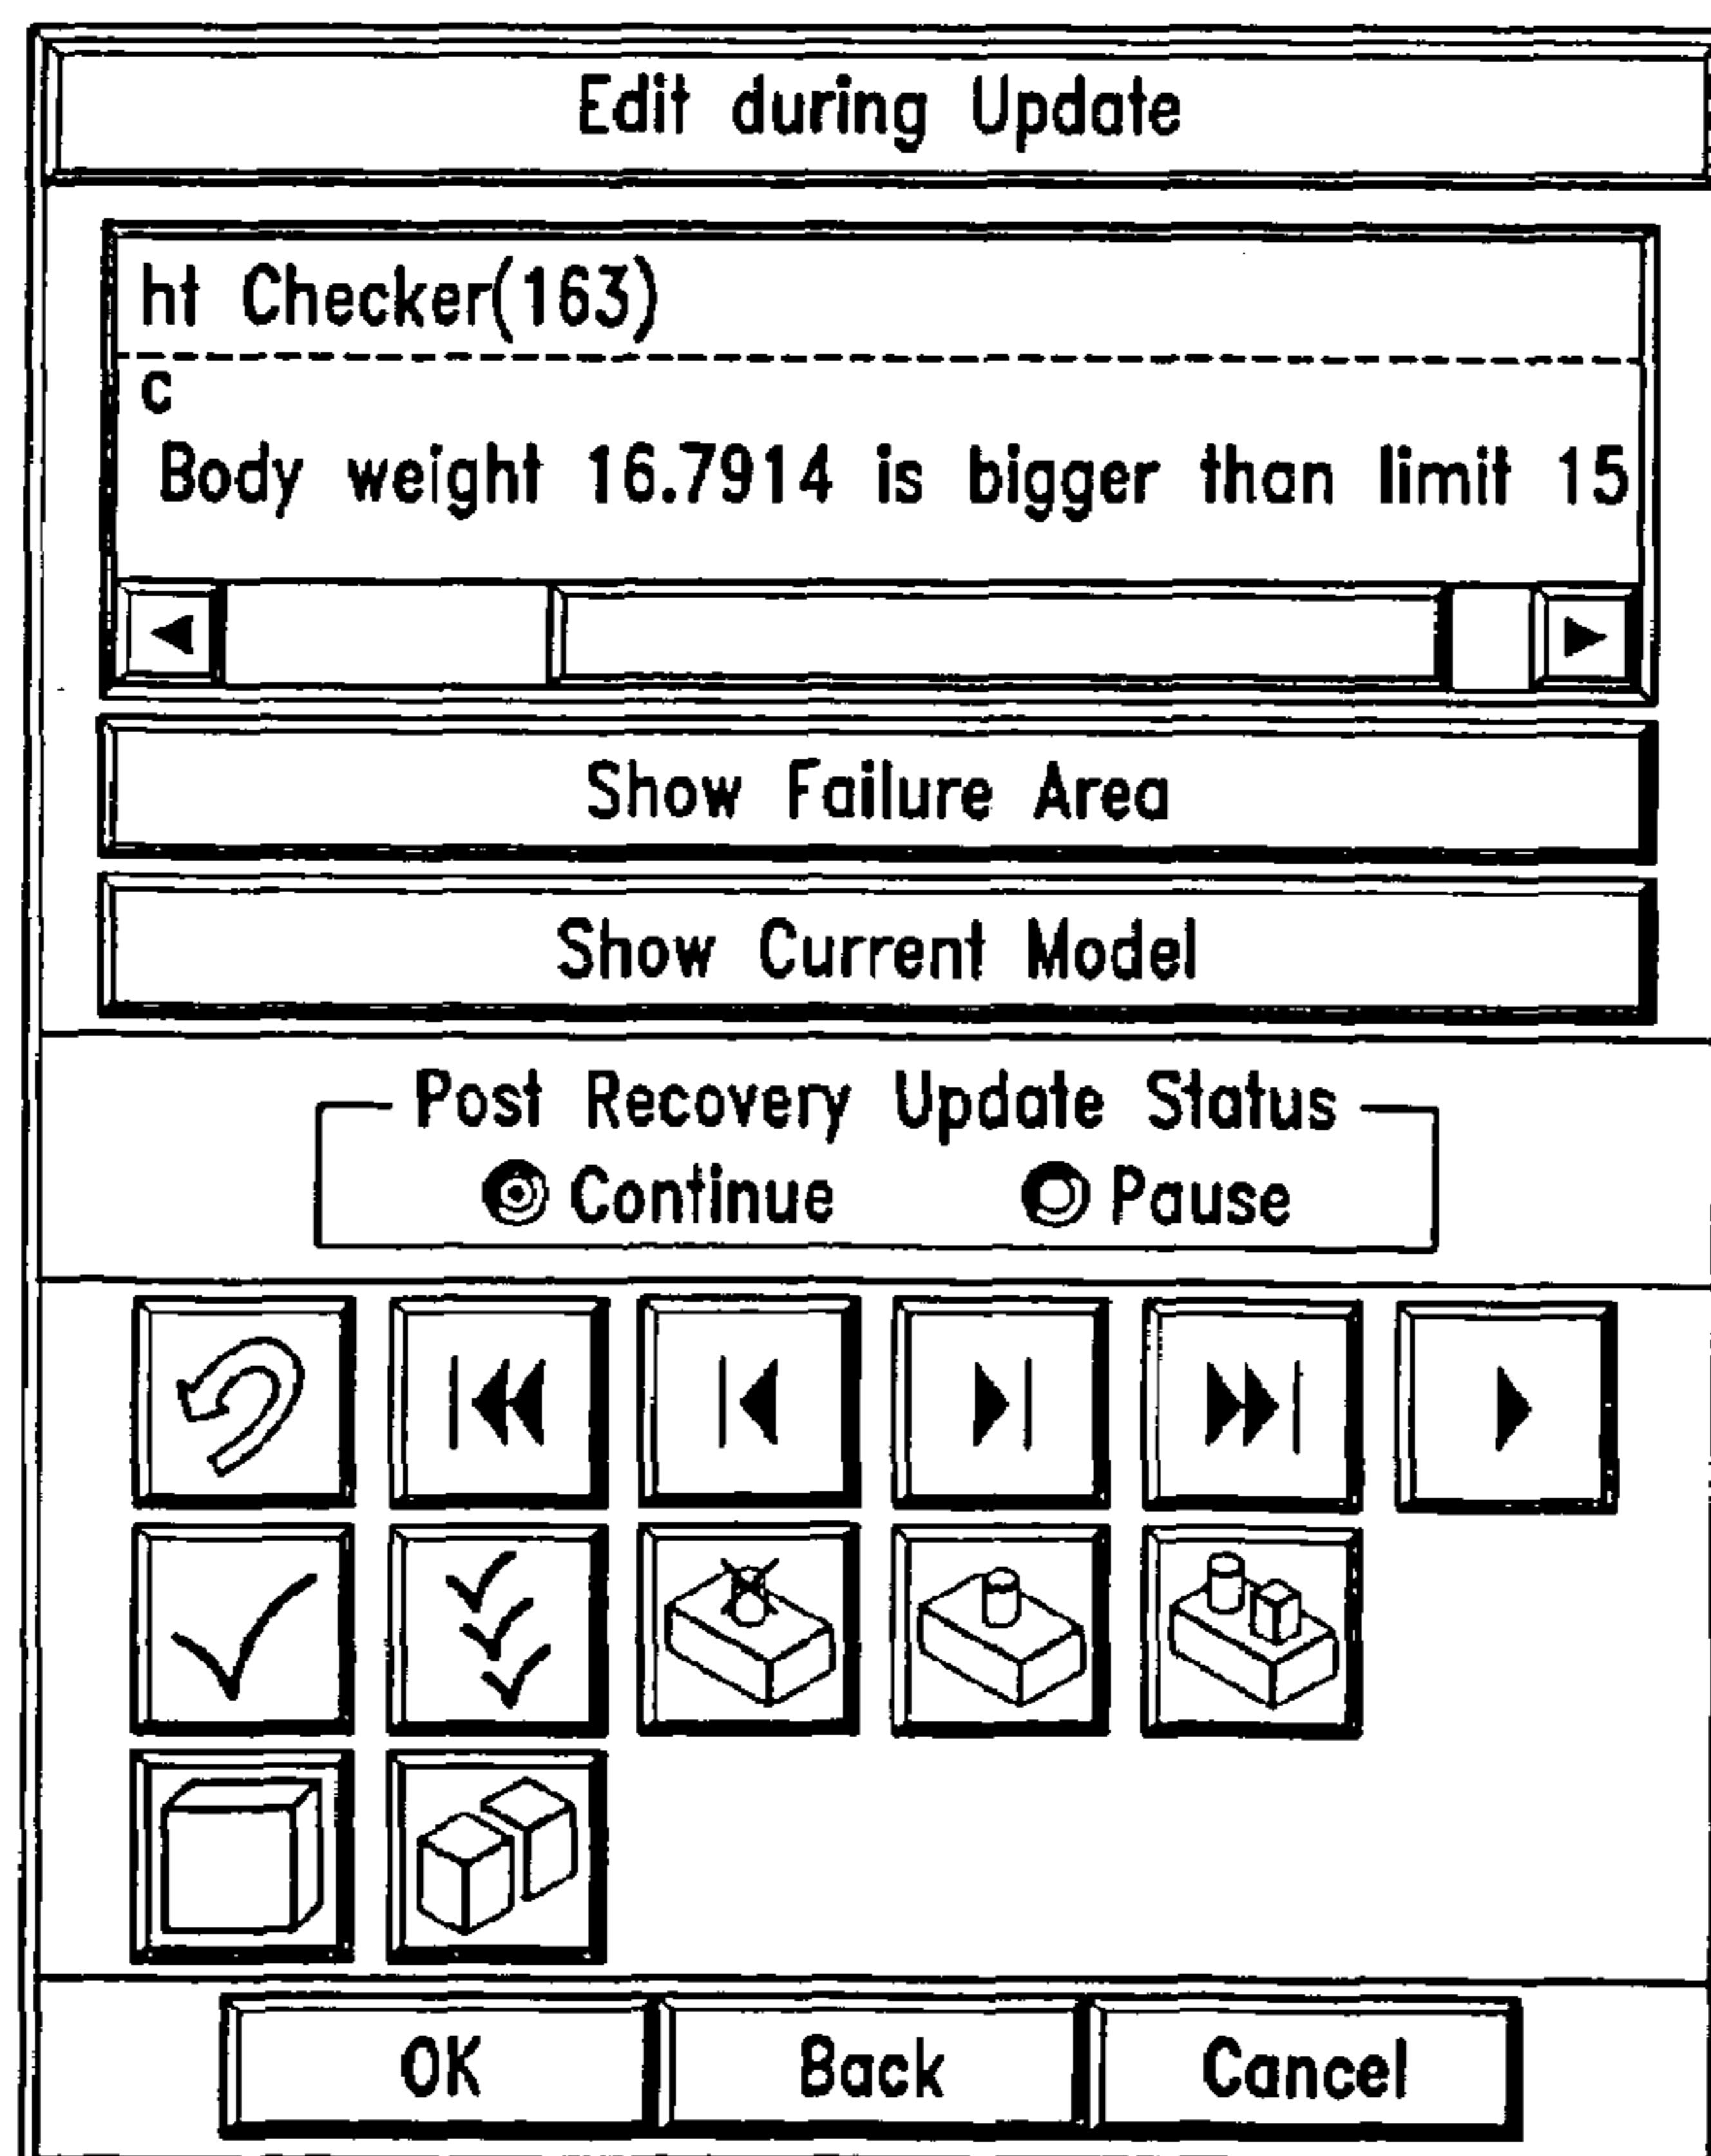 Edit during Update
ht Checker(163)
c
Body weight 16.7914 is bigger than limit 15
Show Failure Area
Show Current Model
Post Recovery Update Status
Continue Pause
OK Back Cancel